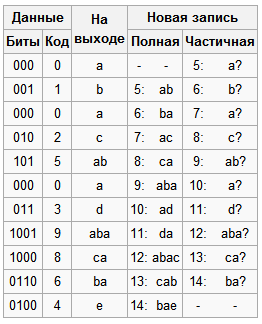 Данные На выходе Новая запись
Биты Код Полная Частичная
000 0 a - - 5: a?
001 1 b 5: ab 6: b?
000 0 a 6: ba 7: a?
010 2 c 7: ac 8: c?
101 5 ab 8: ca 9: ab?
000 0 a 9: aba 10: a?
011 3 d 10: ad 11: d?
1001 9 aba 11: da 12: aba?
1000 8 ca 12: abac 13: ca?
0110 6 ba 13: cab 14: ba?
0100 4 e 14: bae - -